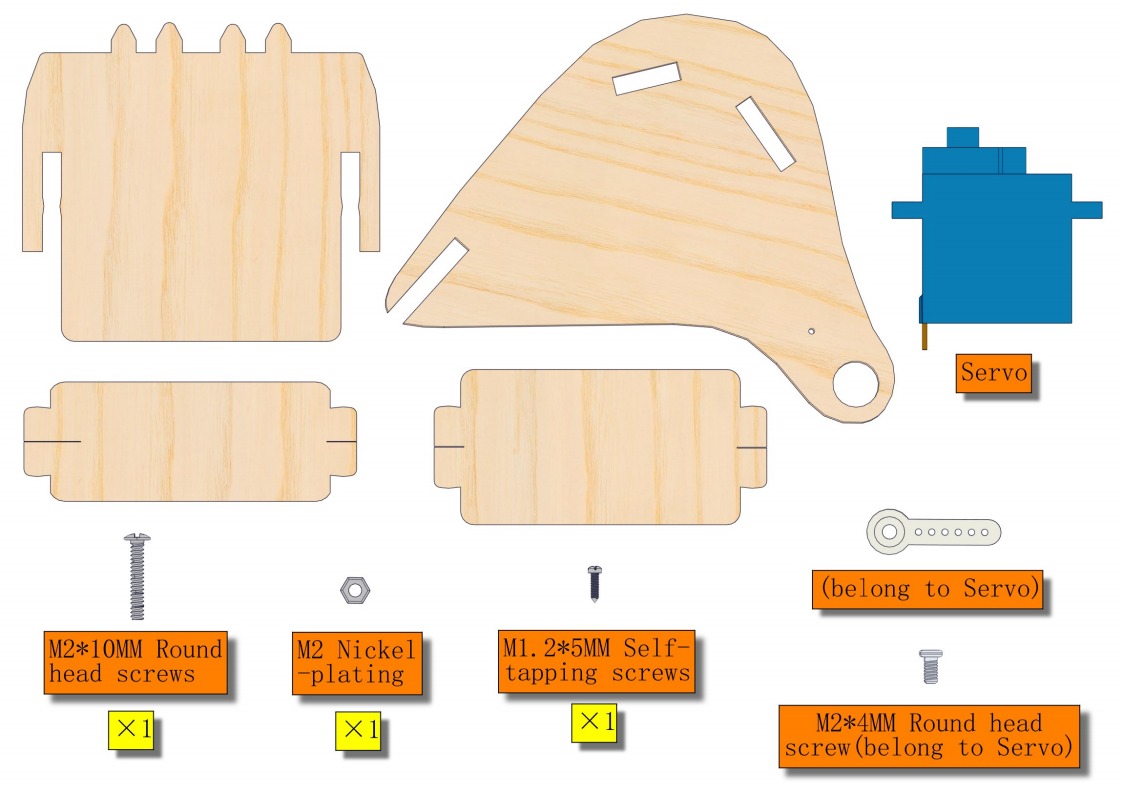 Servo
(belong to Servo)
M2*10MM Round
head screws
×1
M2 Nickel
-plating
×1
M1.2*5MM Self-
tapping screws
×1
M2*4MM Round head
screw(belong to Servo)